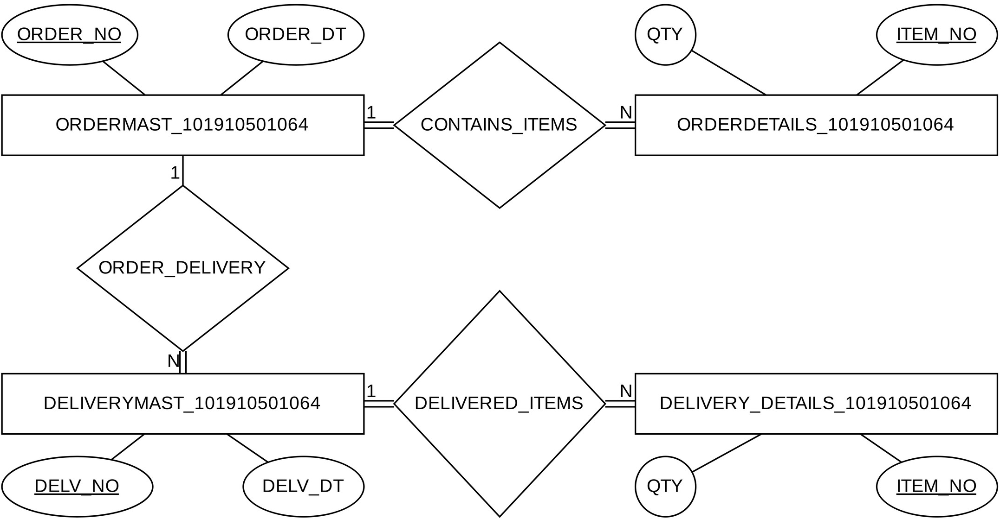 ORDER_NO
ORDER_DT
QTY
ITEM_NO
ORDERMAST_101910501064
1
CONTAINS_ITEMS
N
ORDERDETAILS_101910501064
1
ORDER_DELIVERY
N
DELIVERYMAST_101910501064
1
DELIVERED_ITEMS
N
DELIVERY_DETAILS_101910501064
DELV_NO
DELV_DT
QTY
ITEM_NO